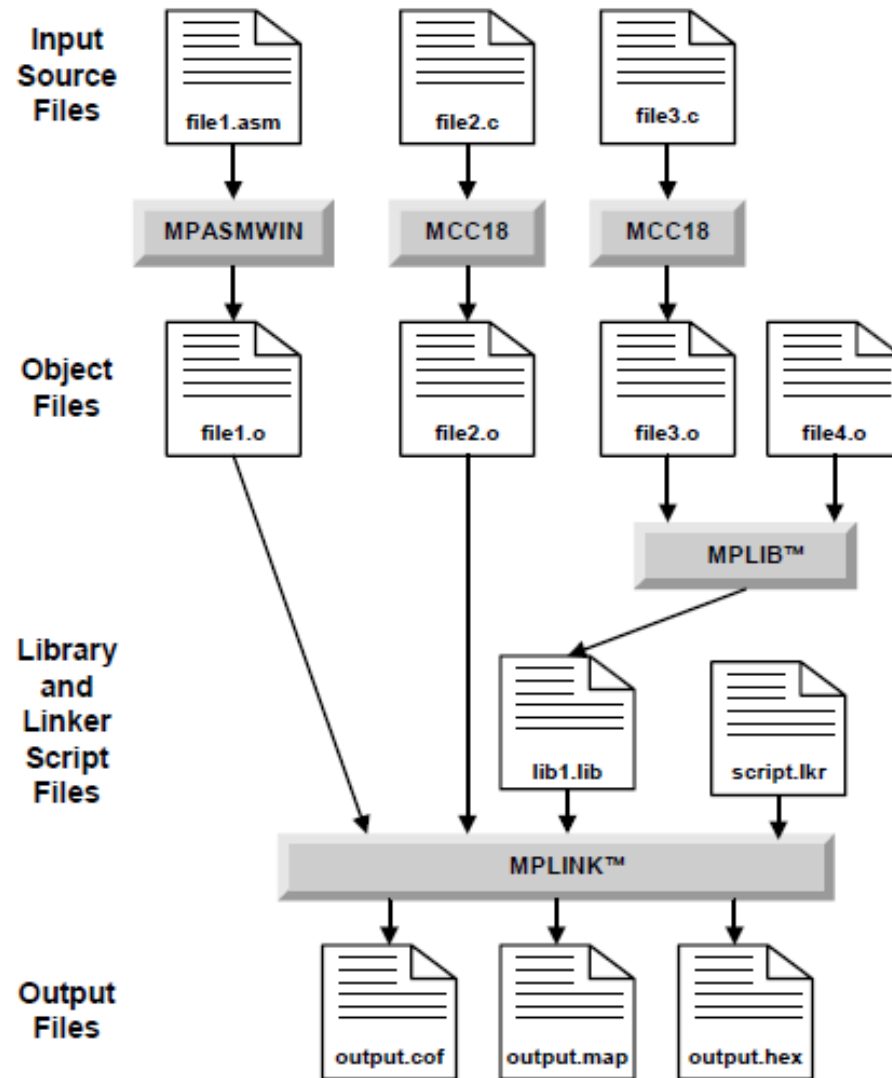 Input
Source
Files
file1.asm
file2.c
file3.c
MPASMWIN
MCC18
MCC18
Object
Files
file1.o
file2.o
file3.o
file4.o
MPLIB™
Library
and
Linker
Script
Files
lib1.lib
script.lkr
MPLINK™
Output
Files
output.cof
output.map
output.hex